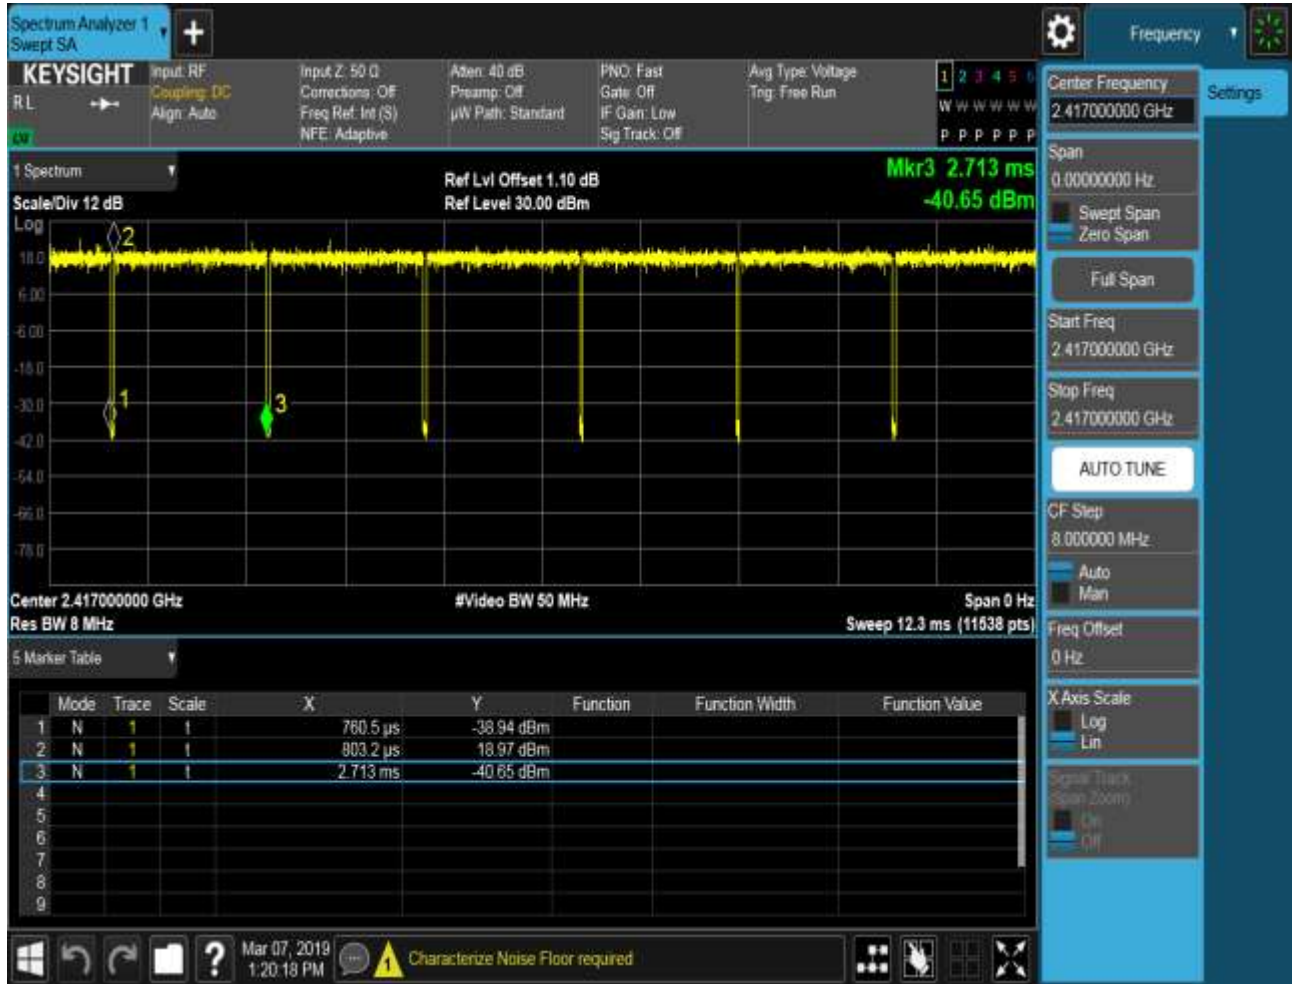 Spectrum Analyzer 1
Swept SA
+
Frequency
KEYSIGHT
RL
Input: RF
Coupling: DC
Align: Auto
Input Z: 50 Ω
Corrections: Off
Freq Ref: Int (S)
NFE: Adaptive
Atten: 40 dB
Preamp: Off
µW Path: Standard
PNO: Fast
Gate: Off
IF Gain: Low
Sig Track: Off
Avg Type: Voltage
Trig: Free Run
1 2 3 4 5 6
W W W W W W
P P P P P P
1 Spectrum
Scale/Div 12 dB
Ref Lvl Offset 1.10 dB
Ref Level 30.00 dBm
Mkr3 2.713 ms
-40.65 dBm
Log
18.0
6.00
-6.00
-18.0
-30.0
-42.0
-54.0
-66.0
-78.0
2
1
3
Center 2.417000000 GHz
Res BW 8 MHz
#Video BW 50 MHz
Span 0 Hz
Sweep 12.3 ms (11538 pts)
5 Marker Table
Mode Trace Scale X Y Function Function Width Function Value
1 N 1 t 760.5 µs -38.94 dBm
2 N 1 t 803.2 µs 18.97 dBm
3 N 1 t 2.713 ms -40.65 dBm
4
5
6
7
8
9
Mar 07, 2019
1:20:18 PM
?
1
Characterize Noise Floor required
Center Frequency
2.417000000 GHz
Settings
Span
0.00000000 Hz
Swept Span
Zero Span
Full Span
Start Freq
2.417000000 GHz
Stop Freq
2.417000000 GHz
AUTO TUNE
CF Step
8.000000 MHz
Auto
Man
Freq Offset
0 Hz
X Axis Scale
Log
Lin
Signal Track
(Span Zoom)
On
Off